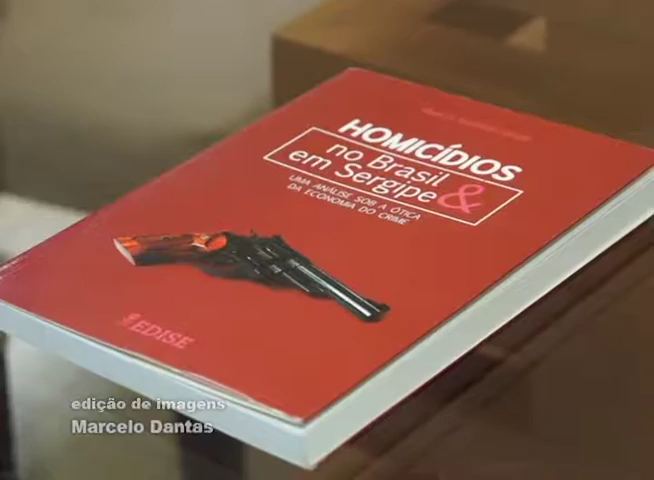 HOMICÍDIOS
no Brasil &
em Sergipe
UMA ANÁLISE SOB A ÓTICA
DA ECONOMIA DO CRIME
EDISE
edição de imagens
Marcelo Dantas